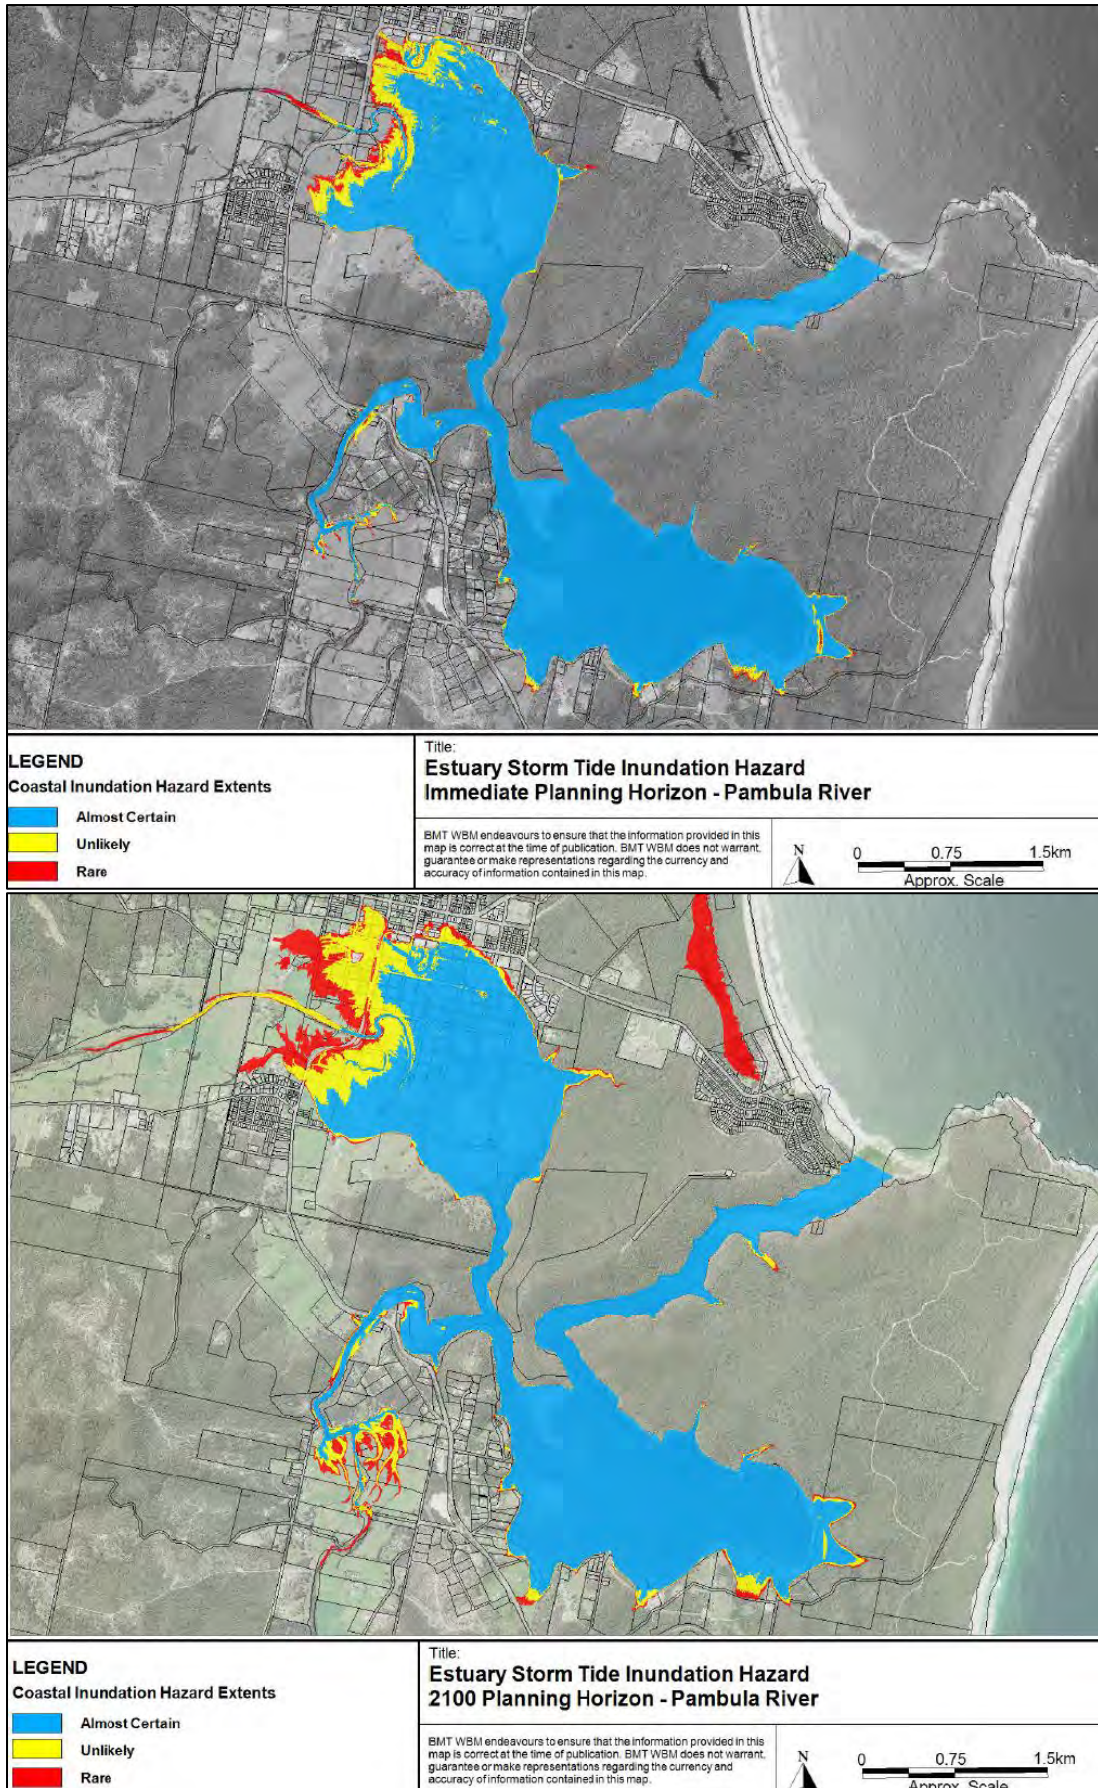 LEGEND
Coastal Inundation Hazard Extents
Almost Certain
Unlikely
Rare
Title:
Estuary Storm Tide Inundation Hazard
Immediate Planning Horizon - Pambula River
BMT WBM endeavours to ensure that the information provided in this
map is correct at the time of publication. BMT WBM does not warrant,
guarantee or make representations regarding the currency and
accuracy of information contained in this map.
N
0 0.75 1.5km
Approx. Scale
LEGEND
Coastal Inundation Hazard Extents
Almost Certain
Unlikely
Rare
Title:
Estuary Storm Tide Inundation Hazard
2100 Planning Horizon - Pambula River
BMT WBM endeavours to ensure that the information provided in this
map is correct at the time of publication. BMT WBM does not warrant,
guarantee or make representations regarding the currency and
accuracy of information contained in this map.
N
0 0.75 1.5km
Approx. Scale